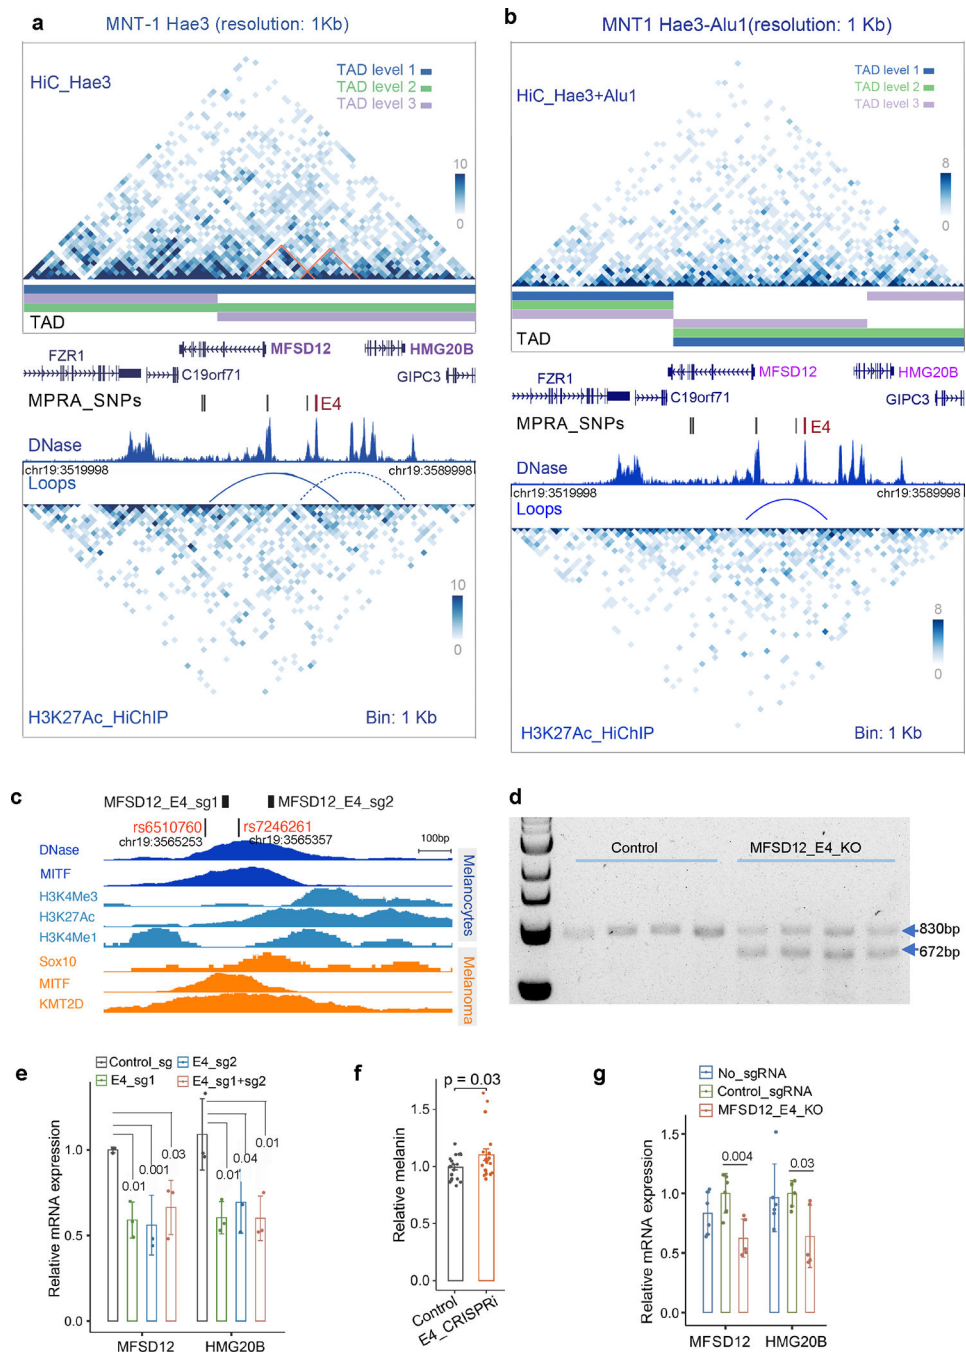 a
MNT-1 Hae3 (resolution: 1Kb)
HiC_Hae3
TAD level 1
TAD level 2
TAD level 3
10
0
TAD
FZR1
MFSD12
C19orf71
HMG20B
GIPC3
MPRA_SNPs
E4
DNase
chr19:3519998
chr19:3589998
Loops
10
0
H3K27Ac_HiChIP
Bin: 1 Kb
b
MNT1 Hae3-Alu1(resolution: 1 Kb)
HiC_Hae3+Alu1
TAD level 1
TAD level 2
TAD level 3
8
0
TAD
FZR1
MFSD12
C19orf71
HMG20B
GIPC3
MPRA_SNPs
E4
DNase
chr19:3519998
chr19:3589998
Loops
8
0
H3K27Ac_HiChIP
Bin: 1 Kb
c
MFSD12_E4_sg1
MFSD12_E4_sg2
rs6510760
rs7246261
chr19:3565253
chr19:3565357
100bp
DNase
MITF
H3K4Me3
H3K27Ac
H3K4Me1
Sox10
MITF
KMT2D
Melanocytes
Melanoma
d
Control
MFSD12_E4_KO
830bp
672bp
e
Control_sg
E4_sg2
E4_sg1
E4_sg1+sg2
Relative mRNA expression
1.0
0.5
0.0
0.01
0.001
0.03
0.01
0.04
0.01
MFSD12
HMG20B
f
p = 0.03
Relative melanin
1.5
1.0
0.5
0.0
Control
E4_CRISPRi
g
No_sgRNA
Control_sgRNA
MFSD12_E4_KO
Relative mRNA expression
1.5
1.0
0.5
0.0
0.004
0.03
MFSD12
HMG20B